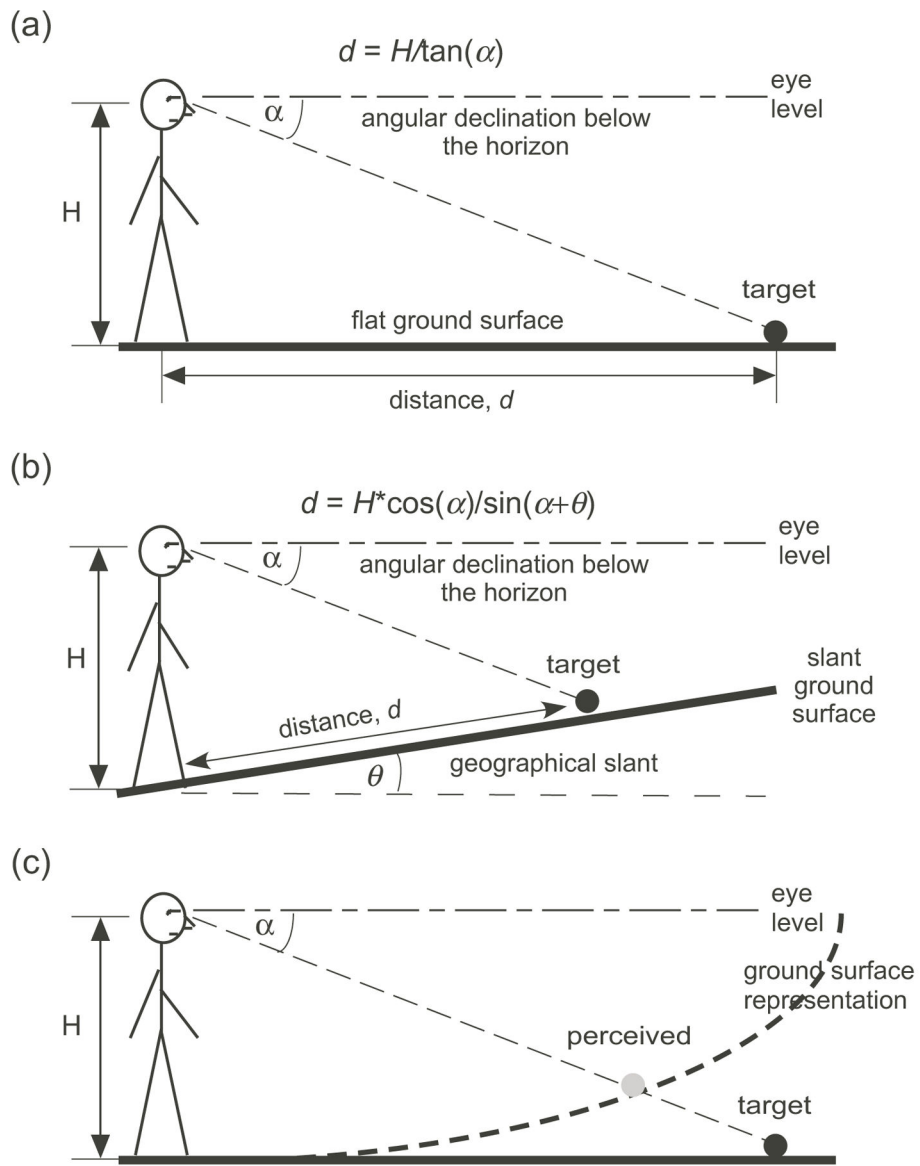 (a)
d = H/tan(α)
eye
level
α
angular declination below
the horizon
H
target
flat ground surface
distance, d
(b)
d = H*cos(α)/sin(α+θ)
eye
level
α
angular declination below
the horizon
H
target
slant
ground
surface
distance, d
θ
geographical slant
(c)
eye
level
α
ground surface
representation
H
perceived
target